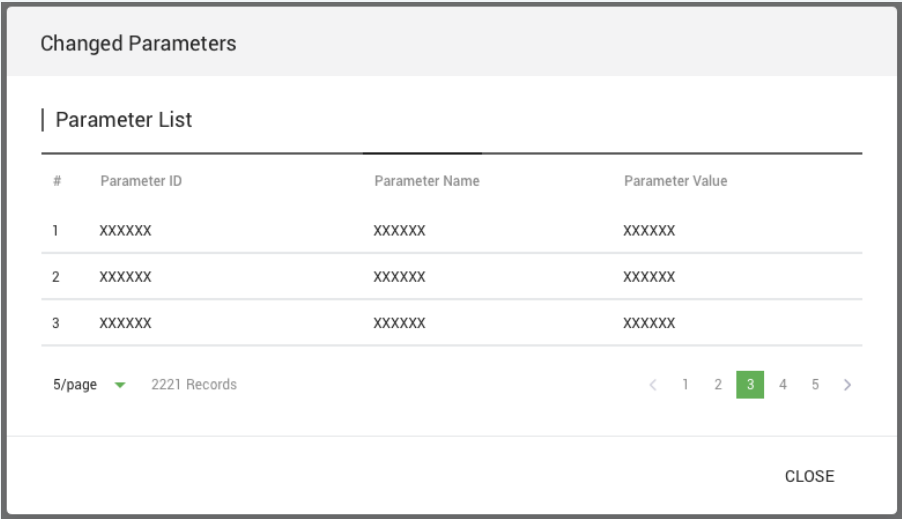 Changed Parameters
Parameter List
# Parameter ID Parameter Name Parameter Value
1 XXXXXX XXXXXX XXXXXX
2 XXXXXX XXXXXX XXXXXX
3 XXXXXX XXXXXX XXXXXX
5/page 2221 Records < 1 2 3 4 5 >
CLOSE